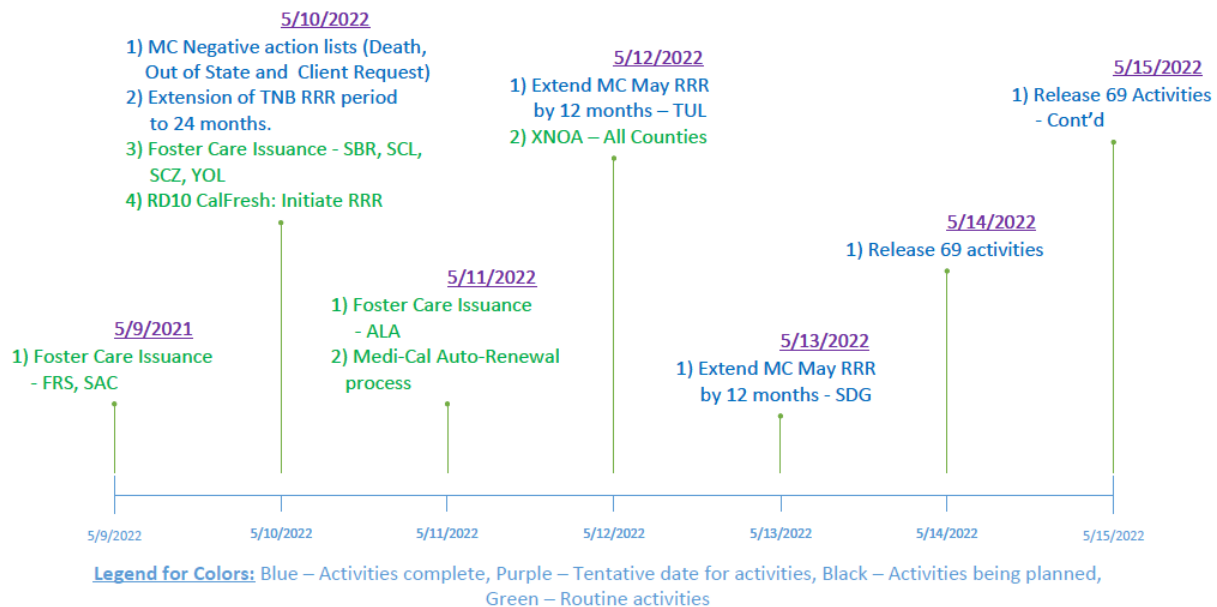 5/9/2021
1) Foster Care Issuance
- FRS, SAC
5/10/2022
1) MC Negative action lists (Death,
Out of State and Client Request)
2) Extension of TNB RRR period
to 24 months.
3) Foster Care Issuance - SBR, SCL,
SCZ, YOL
4) RD10 CalFresh: Initiate RRR
5/11/2022
1) Foster Care Issuance
- ALA
2) Medi-Cal Auto-Renewal
process
5/12/2022
1) Extend MC May RRR
by 12 months – TUL
2) XNOA – All Counties
5/13/2022
1) Extend MC May RRR
by 12 months - SDG
5/14/2022
1) Release 69 activities
5/15/2022
1) Release 69 Activities
- Cont’d
5/9/2022
5/10/2022
5/11/2022
5/12/2022
5/13/2022
5/14/2022
5/15/2022
Legend for Colors: Blue – Activities complete, Purple – Tentative date for activities, Black – Activities being planned,
Green – Routine activities